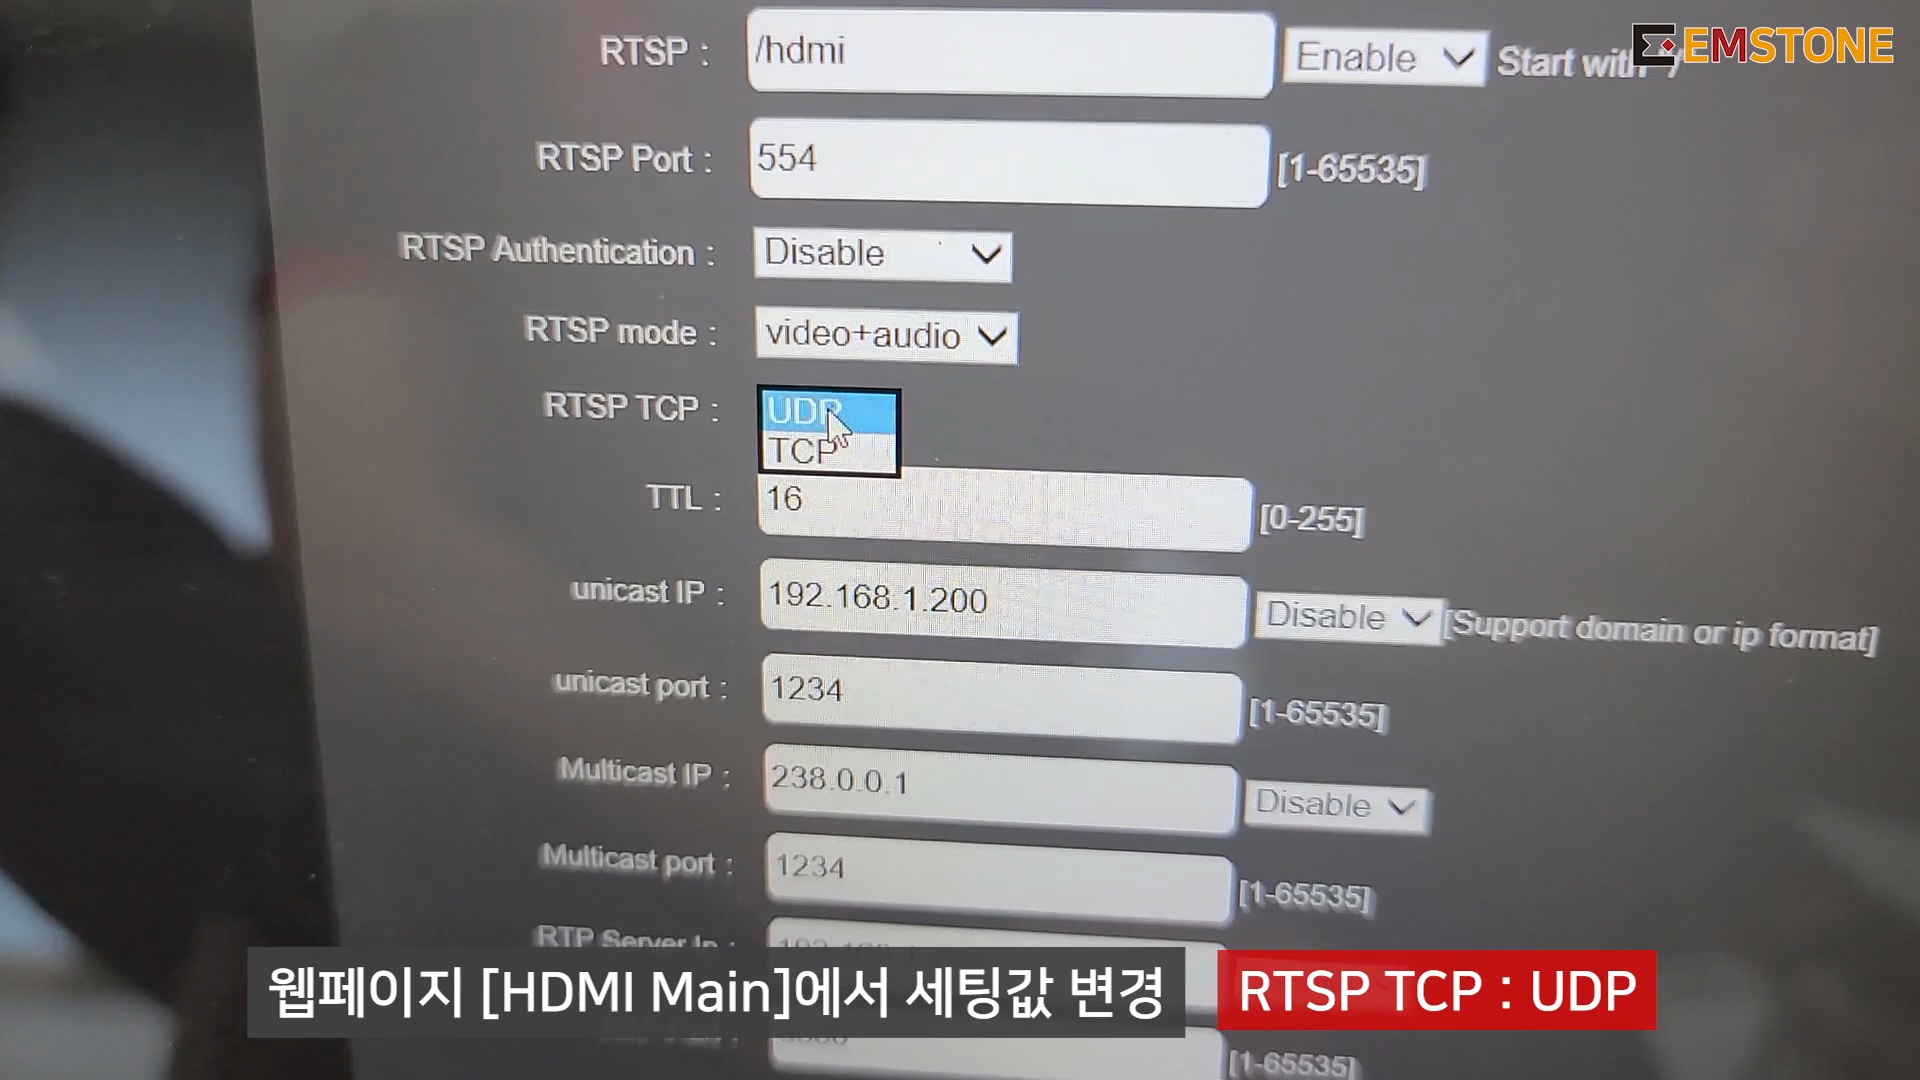 EMSTONE
RTSP : /hdmi Enable Start with
RTSP Port : 554 [1-65535]
RTSP Authentication : Disable
RTSP mode : video+audio
RTSP TCP : UDP
TCP
TTL : 16 [0-255]
unicast IP : 192.168.1.200 Disable [Support domain or ip format]
unicast port : 1234 [1-65535]
Multicast IP : 238.0.0.1 Disable
Multicast port : 1234 [1-65535]
RTP Server Ip :
웹페이지 [HDMI Main]에서 세팅값 변경 RTSP TCP : UDP
[1-65535]